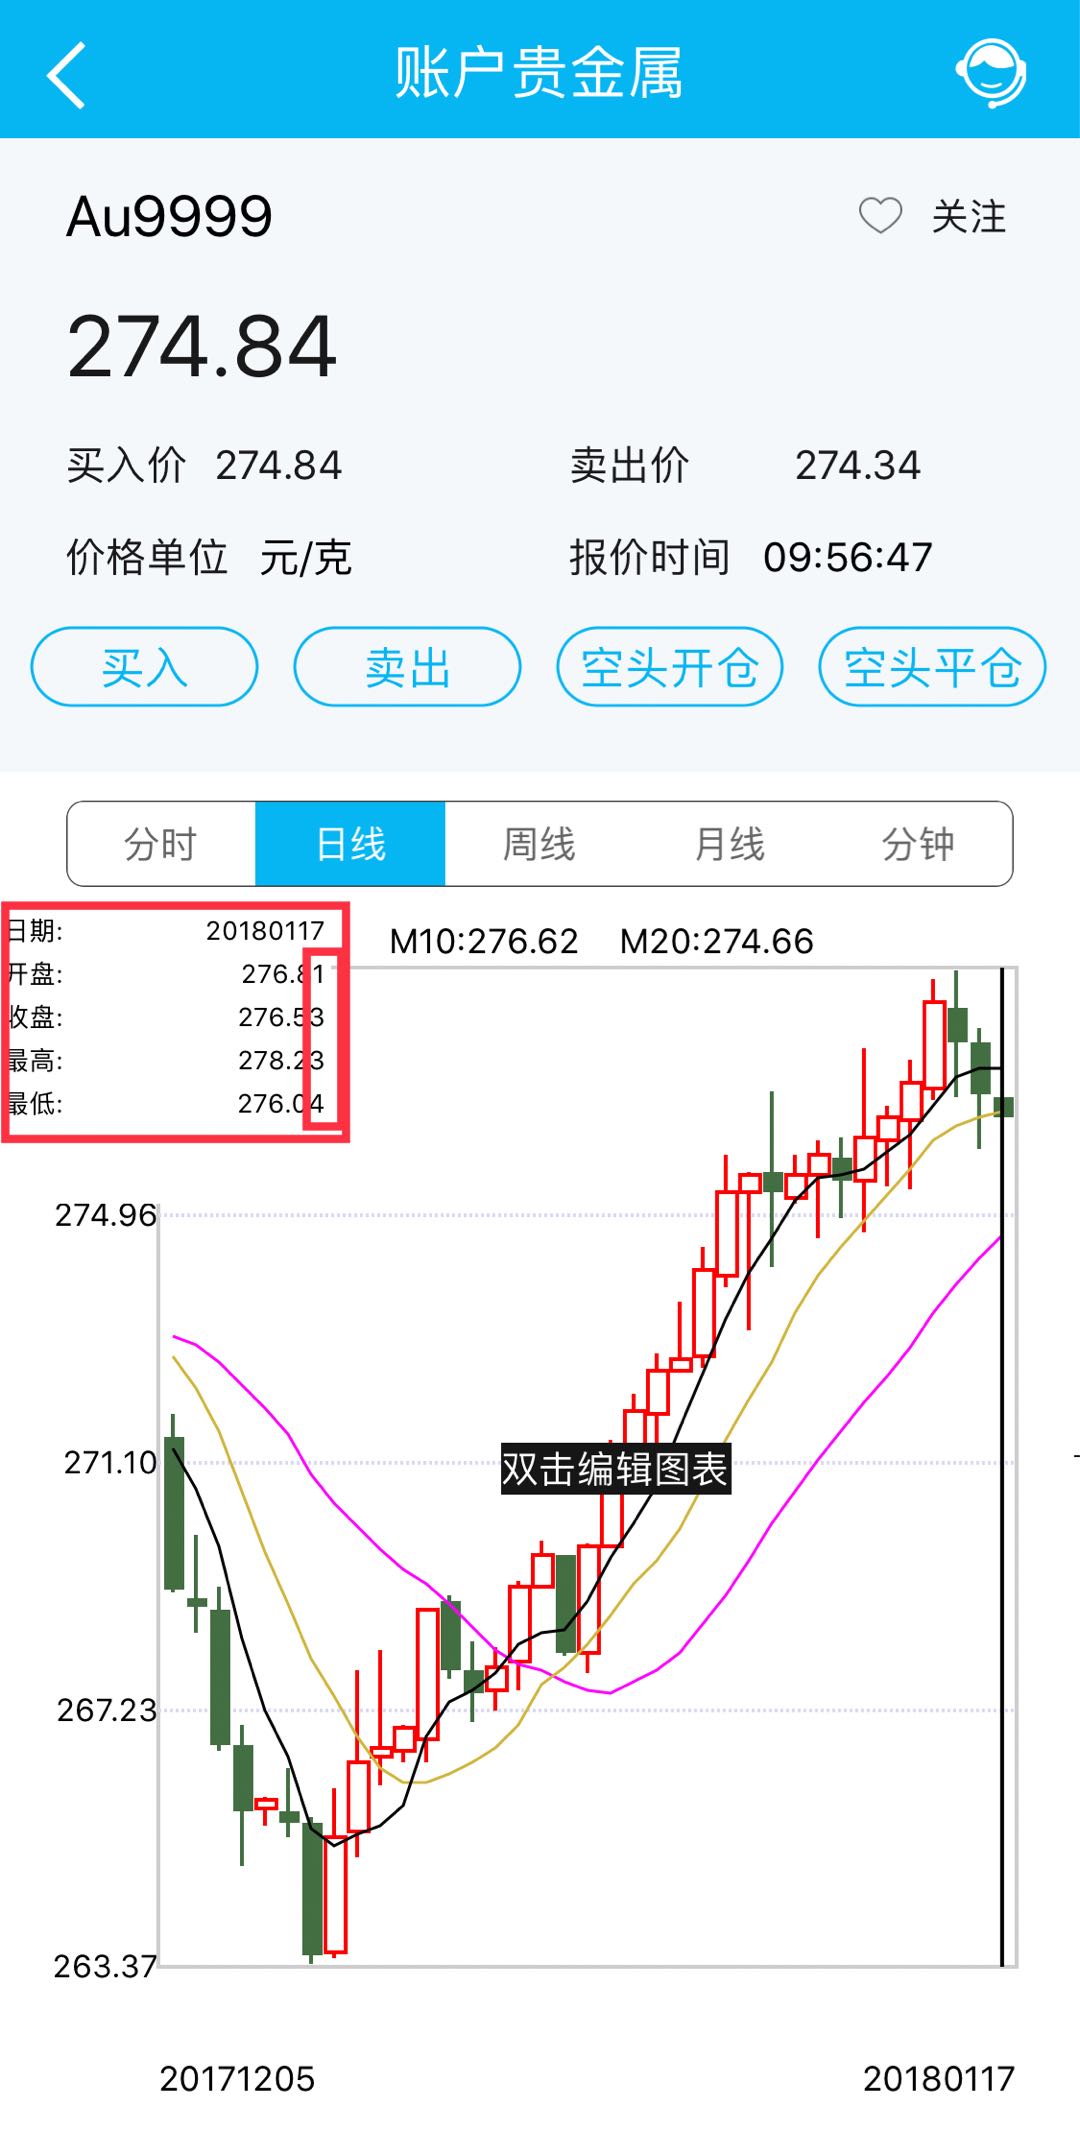 账户贵金属
Au9999
关注
274.84
买入价 274.84 卖出价 274.34
价格单位 元/克 报价时间 09:56:47
买入 卖出 空头开仓 空头平仓
分时 日线 周线 月线 分钟
日期: 20180117
M10:276.62 M20:274.66
开盘: 276.81
收盘: 276.53
最高: 278.23
最低: 276.04
274.96
271.10
双击编辑图表
267.23
263.37
20171205 20180117